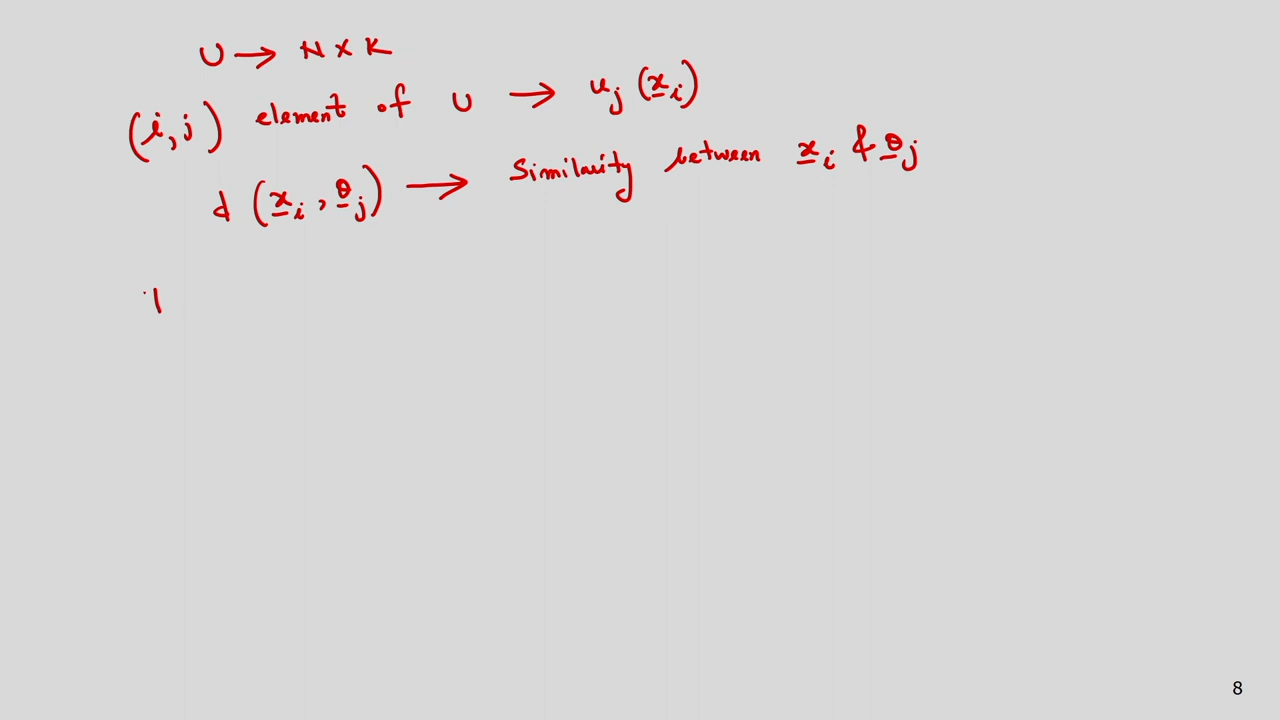 U → N × K
(i, j) element of U → u_j (x_i)
d (x_i, θ_j) → Similarity between x_i & θ_j
8